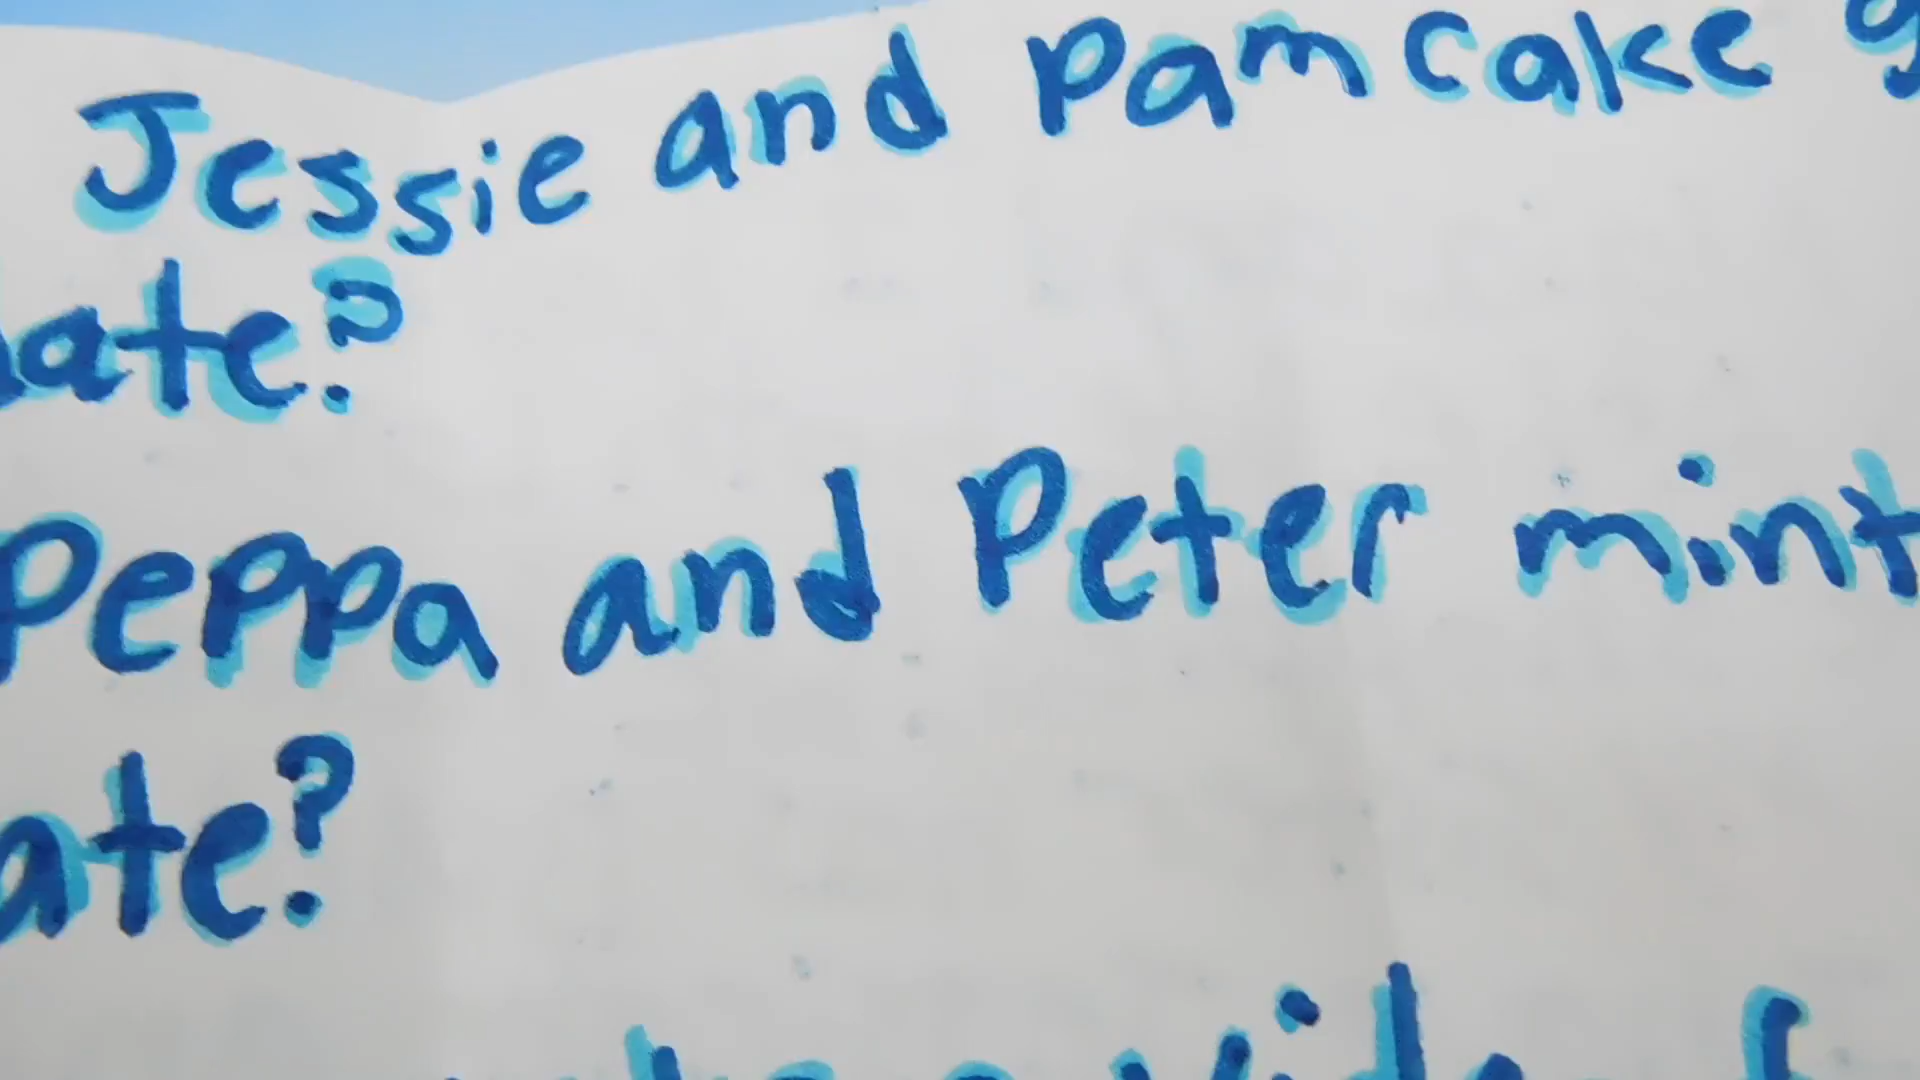 Jessie and Pamcake
ate?
Peppa and Peter mint
ate?